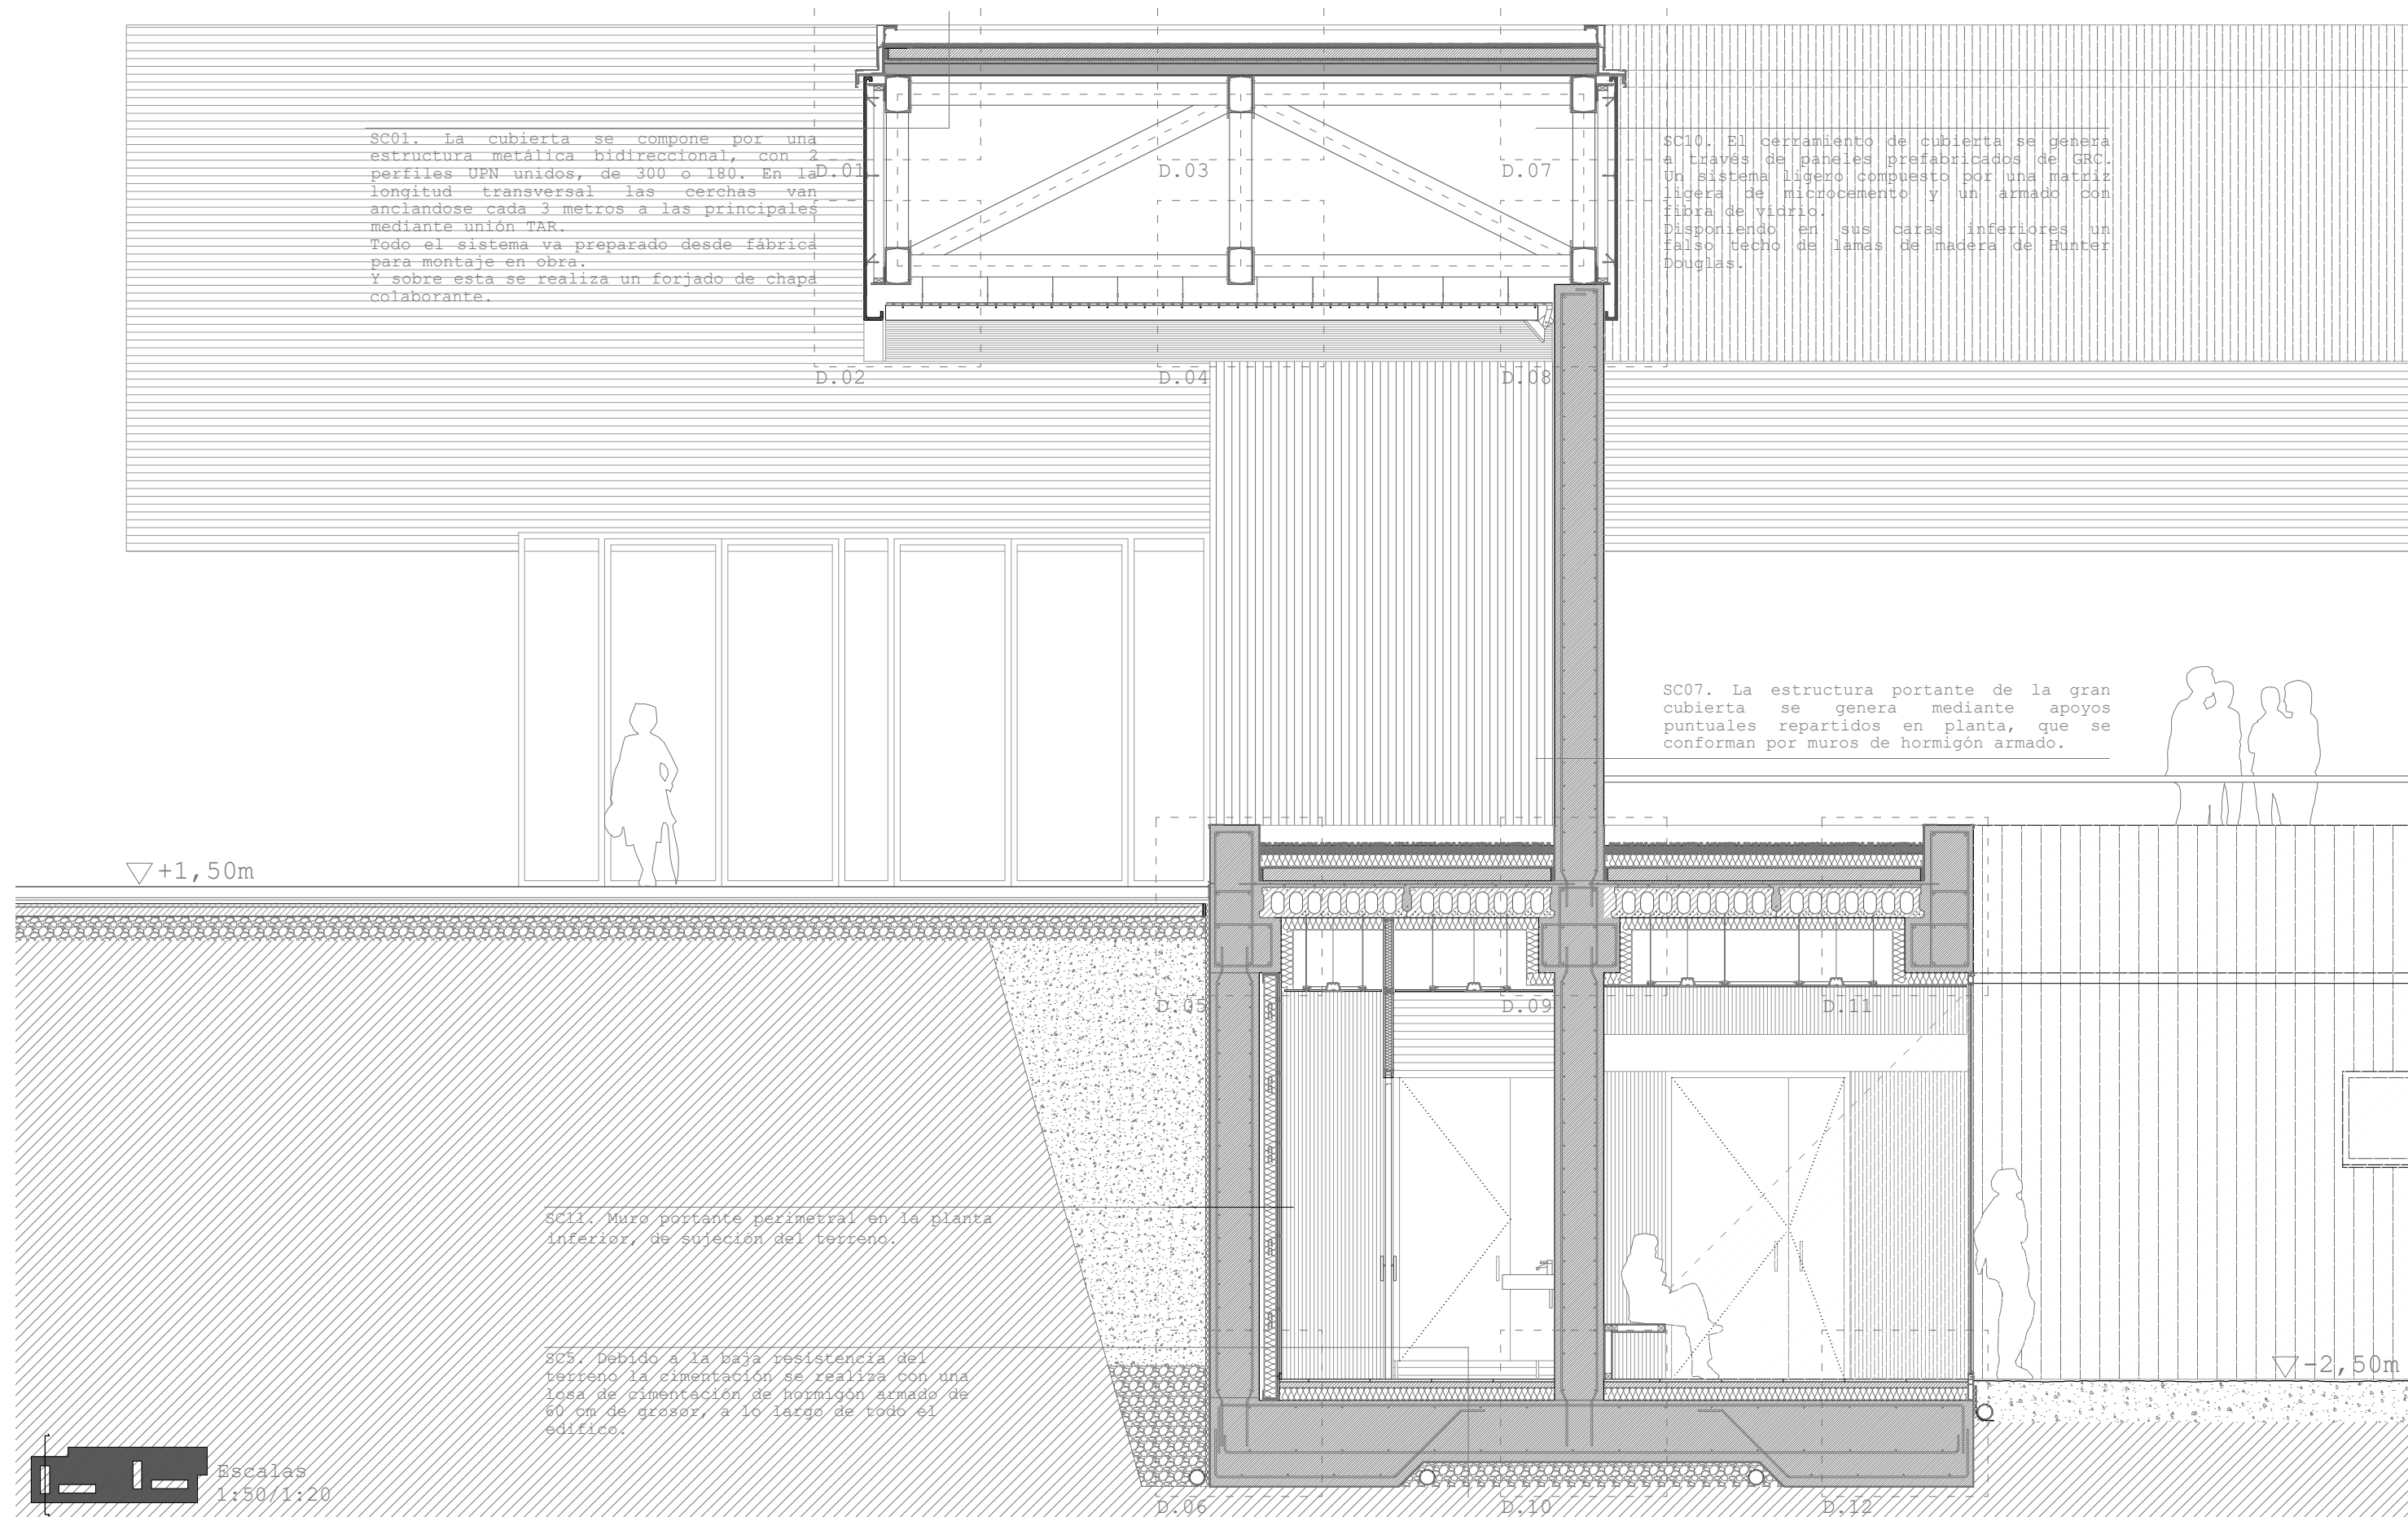 SC01. La cubierta se compone por una
estructura metálica bidireccional, con 2
perfiles UPN unidos, de 300 o 180. En la
longitud transversal las cerchas van
anclandose cada 3 metros a las principales
mediante unión TAR.
Todo el sistema va preparado desde fábrica
para montaje en obra.
Y sobre esta se realiza un forjado de chapa
colaborante.
D.01
D.03
D.07
SC10. El cerramiento de cubierta se genera
a través de paneles prefabricados de GRC.
Un sistema ligero compuesto por una matriz
ligera de microcemento y un armado con
fibra de vidrio.
Disponiendo en sus caras inferiores un
falso techo de lamas de madera de Hunter
Douglas.
D.02
D.04
D.08
SC07. La estructura portante de la gran
cubierta se genera mediante apoyos
puntuales repartidos en planta, que se
conforman por muros de hormigón armado.
+1,50m
D.05
D.09
D.11
SC11. Muro portante perimetral en la planta
inferior, de sujeción del terreno.
SC5. Debido a la baja resistencia del
terreno la cimentación se realiza con una
losa de cimentación de hormigón armado de
60 cm de grosor, a lo largo de todo el
edifico.
-2,50m
Escalas
1:50/1:20
D.06
D.10
D.12